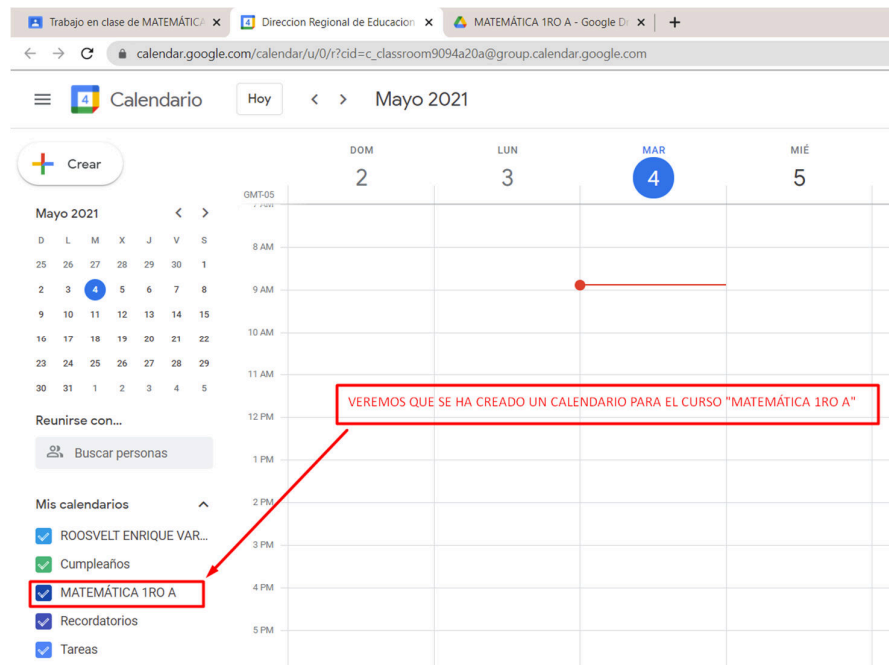 Trabajo en clase de MATEMÁTICA
Direccion Regional de Educacion
MATEMÁTICA 1RO A - Google Dr
calendar.google.com/calendar/u/0/r?cid=c_classroom9094a20a@group.calendar.google.com
4 Calendario
Hoy
Mayo 2021
Crear
DOM LUN MAR MIÉ
2 3 4 5
GMT-05
Mayo 2021
D L M X J V S
25 26 27 28 29 30 1
2 3 4 5 6 7 8
9 10 11 12 13 14 15
16 17 18 19 20 21 22
23 24 25 26 27 28 29
30 31 1 2 3 4 5
Reunirse con...
Buscar personas
Mis calendarios
ROOSVELT ENRIQUE VAR...
Cumpleaños
MATEMÁTICA 1RO A
Recordatorios
Tareas
8 AM
9 AM
10 AM
11 AM
VEREMOS QUE SE HA CREADO UN CALENDARIO PARA EL CURSO "MATEMÁTICA 1RO A"
12 PM
1 PM
2 PM
3 PM
4 PM
5 PM